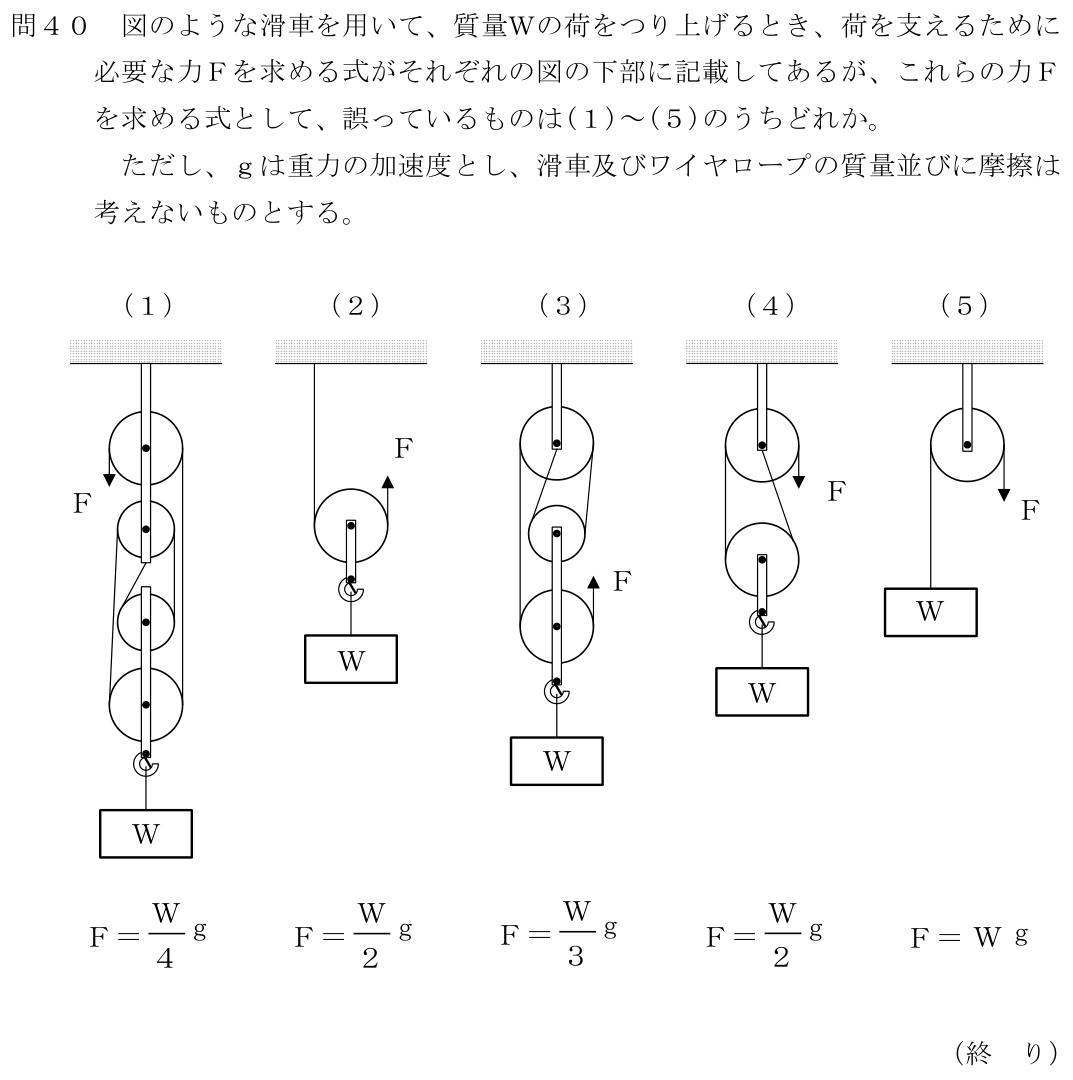 問４０　図のような滑車を用いて、質量Wの荷をつり上げるとき、荷を支えるために
必要な力Ｆを求める式がそれぞれの図の下部に記載してあるが、これらの力Ｆ
を求める式として、誤っているものは(１)～(５)のうちどれか。
ただし、ｇは重力の加速度とし、滑車及びワイヤロープの質量並びに摩擦は
考えないものとする。
(１)　(２)　(３)　(４)　(５)
F
F
F
F
F
W
W
W
W
W
F＝W/4 g　F＝W/2 g　F＝W/3 g　F＝W/2 g　F＝W g
(終　り)